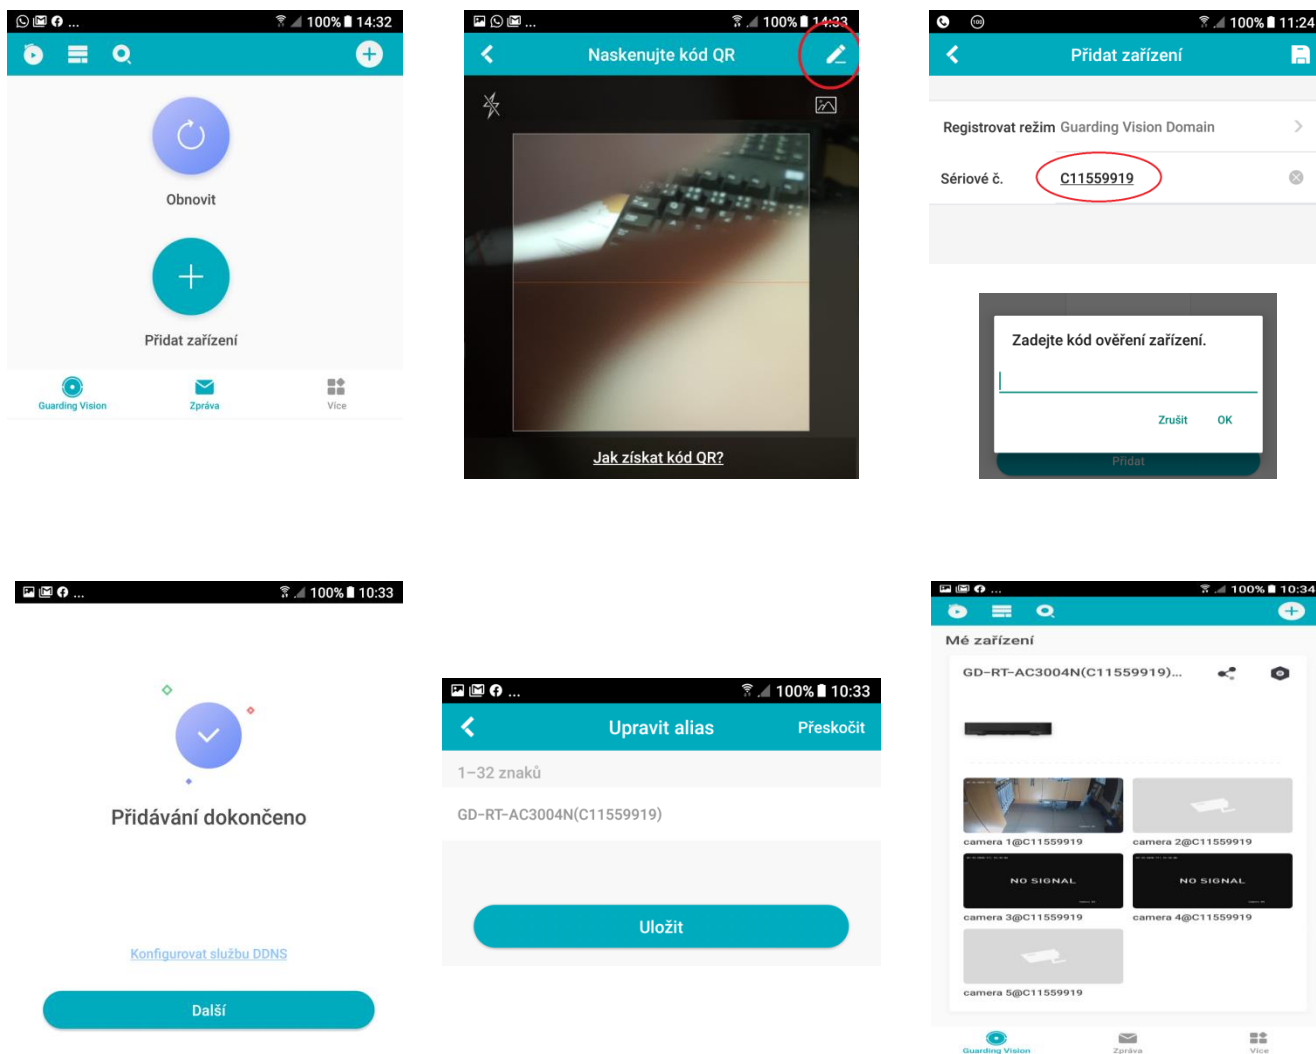 100% 14:32
Obnovit
Přidat zařízení
Guarding Vision
Zpráva
Více
100% 14:33
Naskenujte kód QR
Jak získat kód QR?
100% 11:24
Přidat zařízení
Registrovat režim Guarding Vision Domain
Sériové č. C11559919
Zadejte kód ověření zařízení.
Zrušit OK
Přidat
100% 10:33
Přidávání dokončeno
Konfigurovat službu DDNS
Další
100% 10:33
Upravit alias Přeskočit
1–32 znaků
GD-RT-AC3004N(C11559919)
Uložit
100% 10:34
Mé zařízení
GD-RT-AC3004N(C11559919)...
camera 1@C11559919 camera 2@C11559919
NO SIGNAL NO SIGNAL
camera 3@C11559919 camera 4@C11559919
camera 5@C11559919
Guarding Vision Zpráva Více